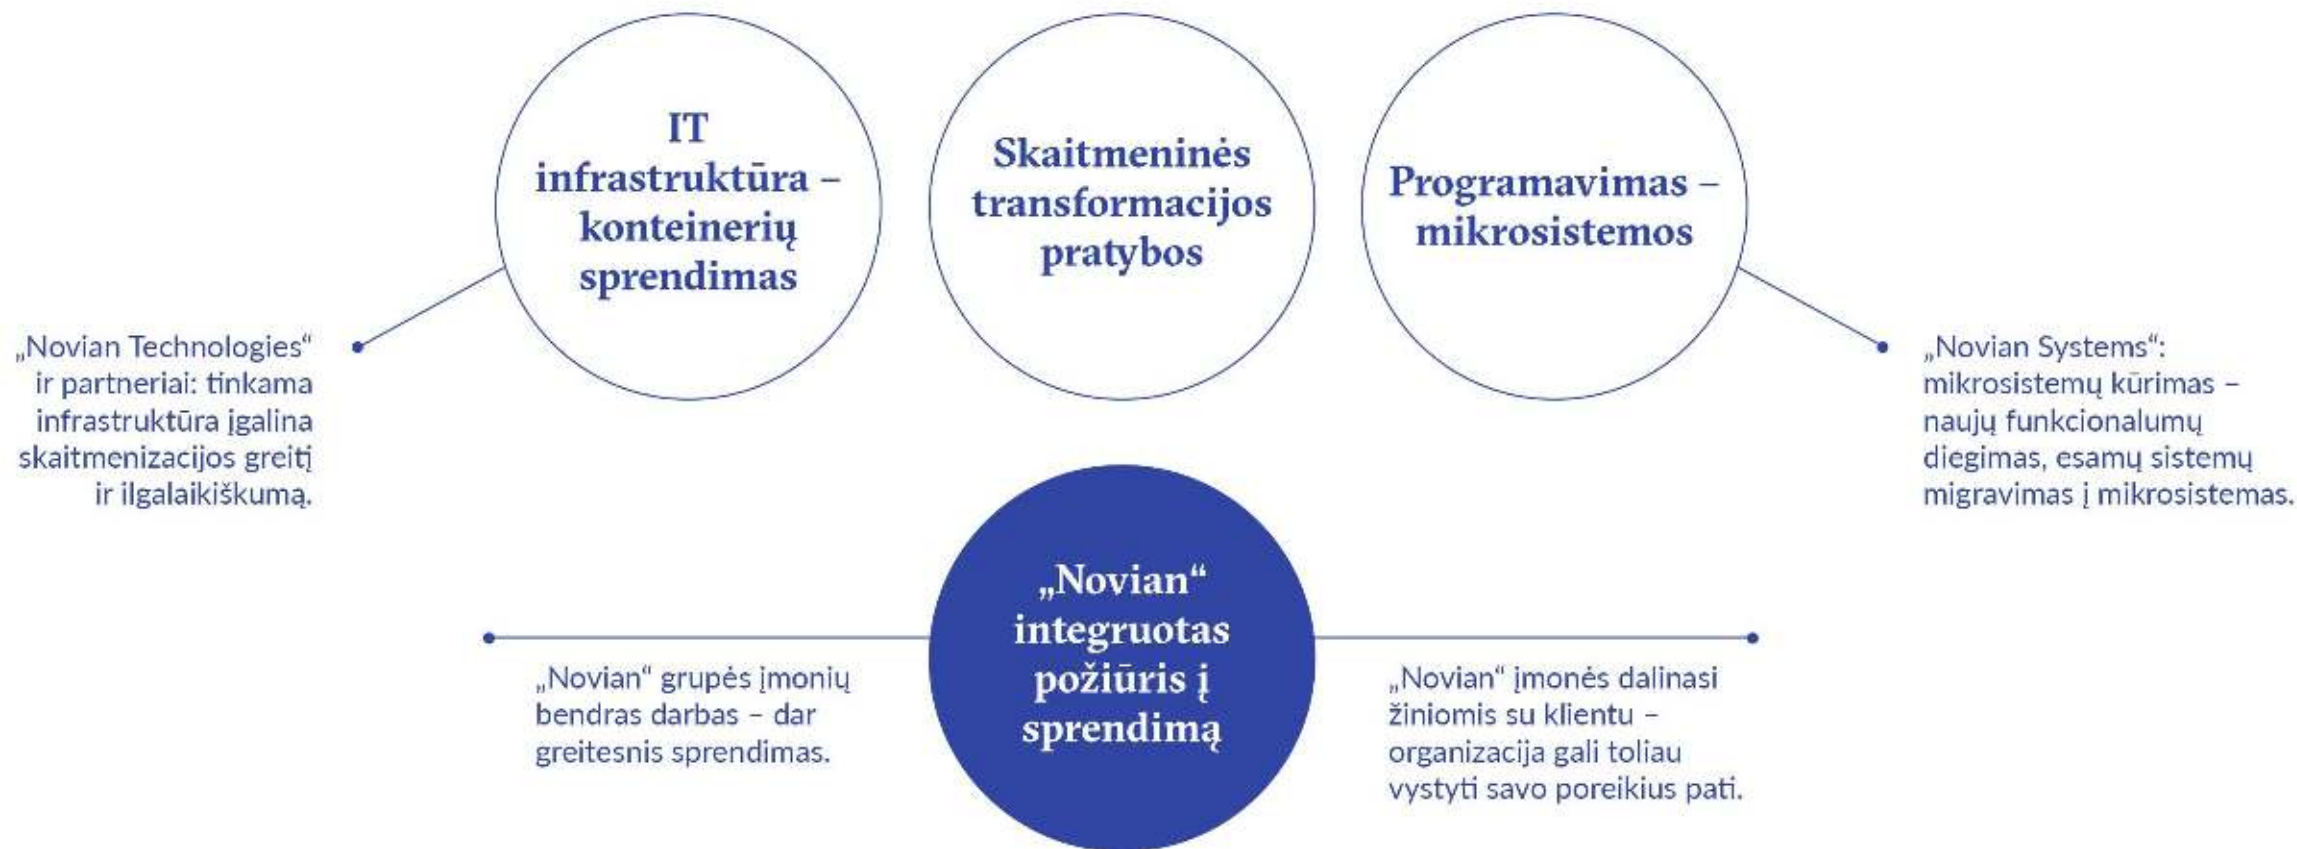 IT
infrastruktūra –
konteinerių
sprendimas
Skaitmeninės
transformacijos
pratybos
Programavimas –
mikrosistemos
„Novian Technologies“
ir partneriai: tinkama
infrastruktūra įgalina
skaitmenizacijos greitį
ir ilgalaikiškumą.
„Novian Systems“:
mikrosistemų kūrimas –
naujų funkcionalumų
diegimas, esamų sistemų
migravimas į mikrosistemas.
„Novian“
integruotas
požiūris į
sprendimą
„Novian“ grupės įmonių
bendras darbas – dar
greitesnis sprendimas.
„Novian“ įmonės dalinasi
žiniomis su klientu –
organizacija gali toliau
vystyti savo poreikius pati.